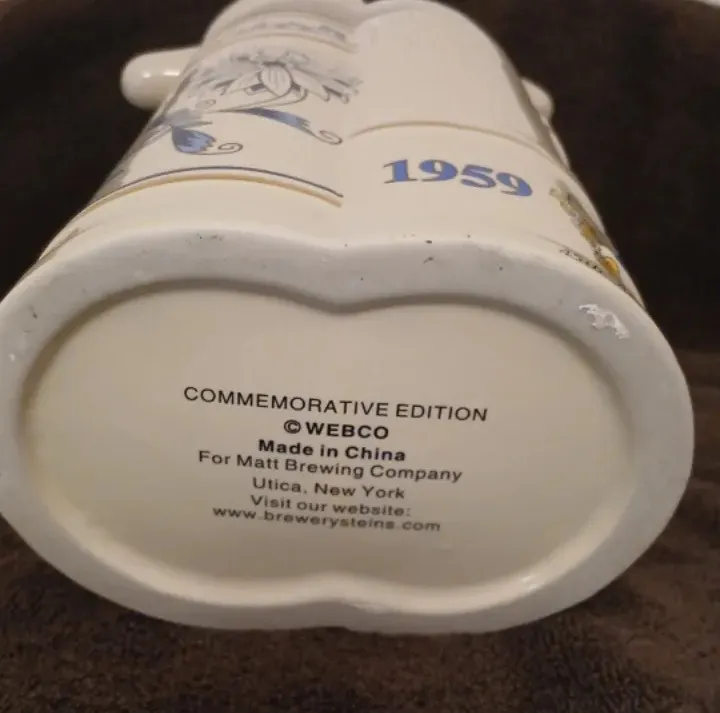 1959
COMMEMORATIVE EDITION
© WEBCO
Made in China
For Matt Brewing Company
Utica, New York
Visit our website:
www.brewerysteins.com